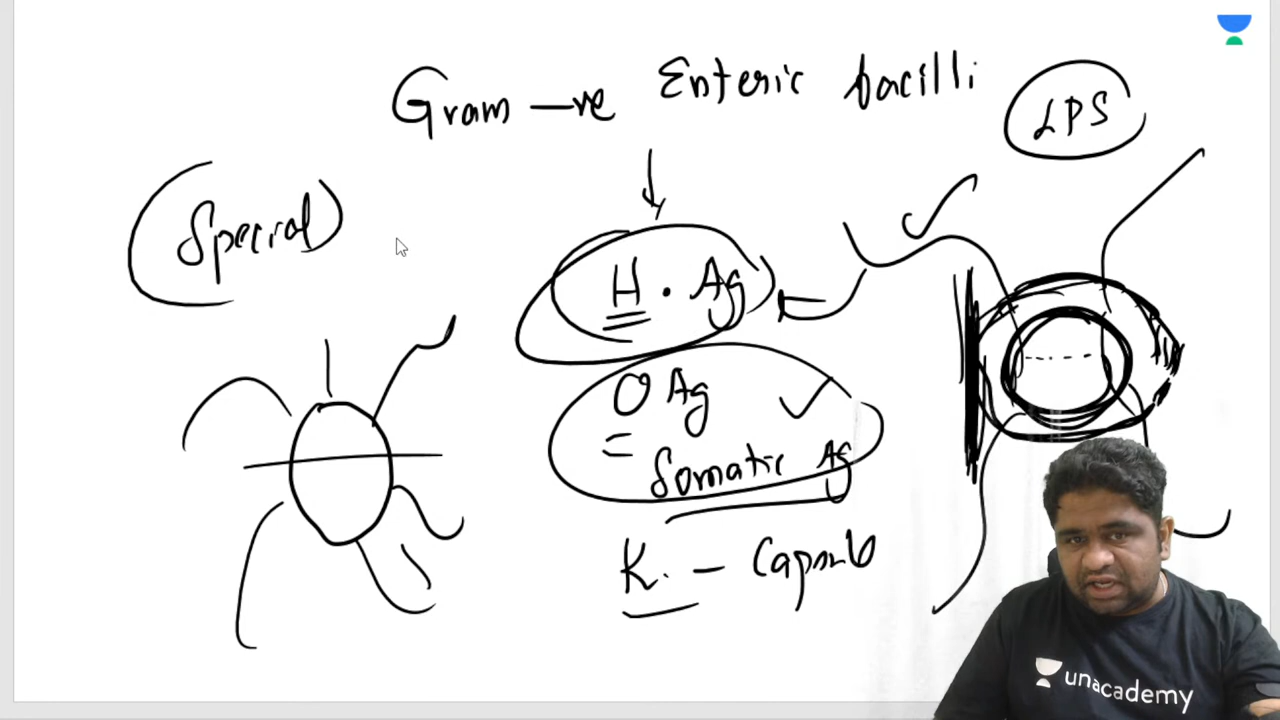 Gram -ve Enteric bacilli
LPS
Special
H. Ag
O Ag
Somatic Ag
K. - Capsule
unacademy